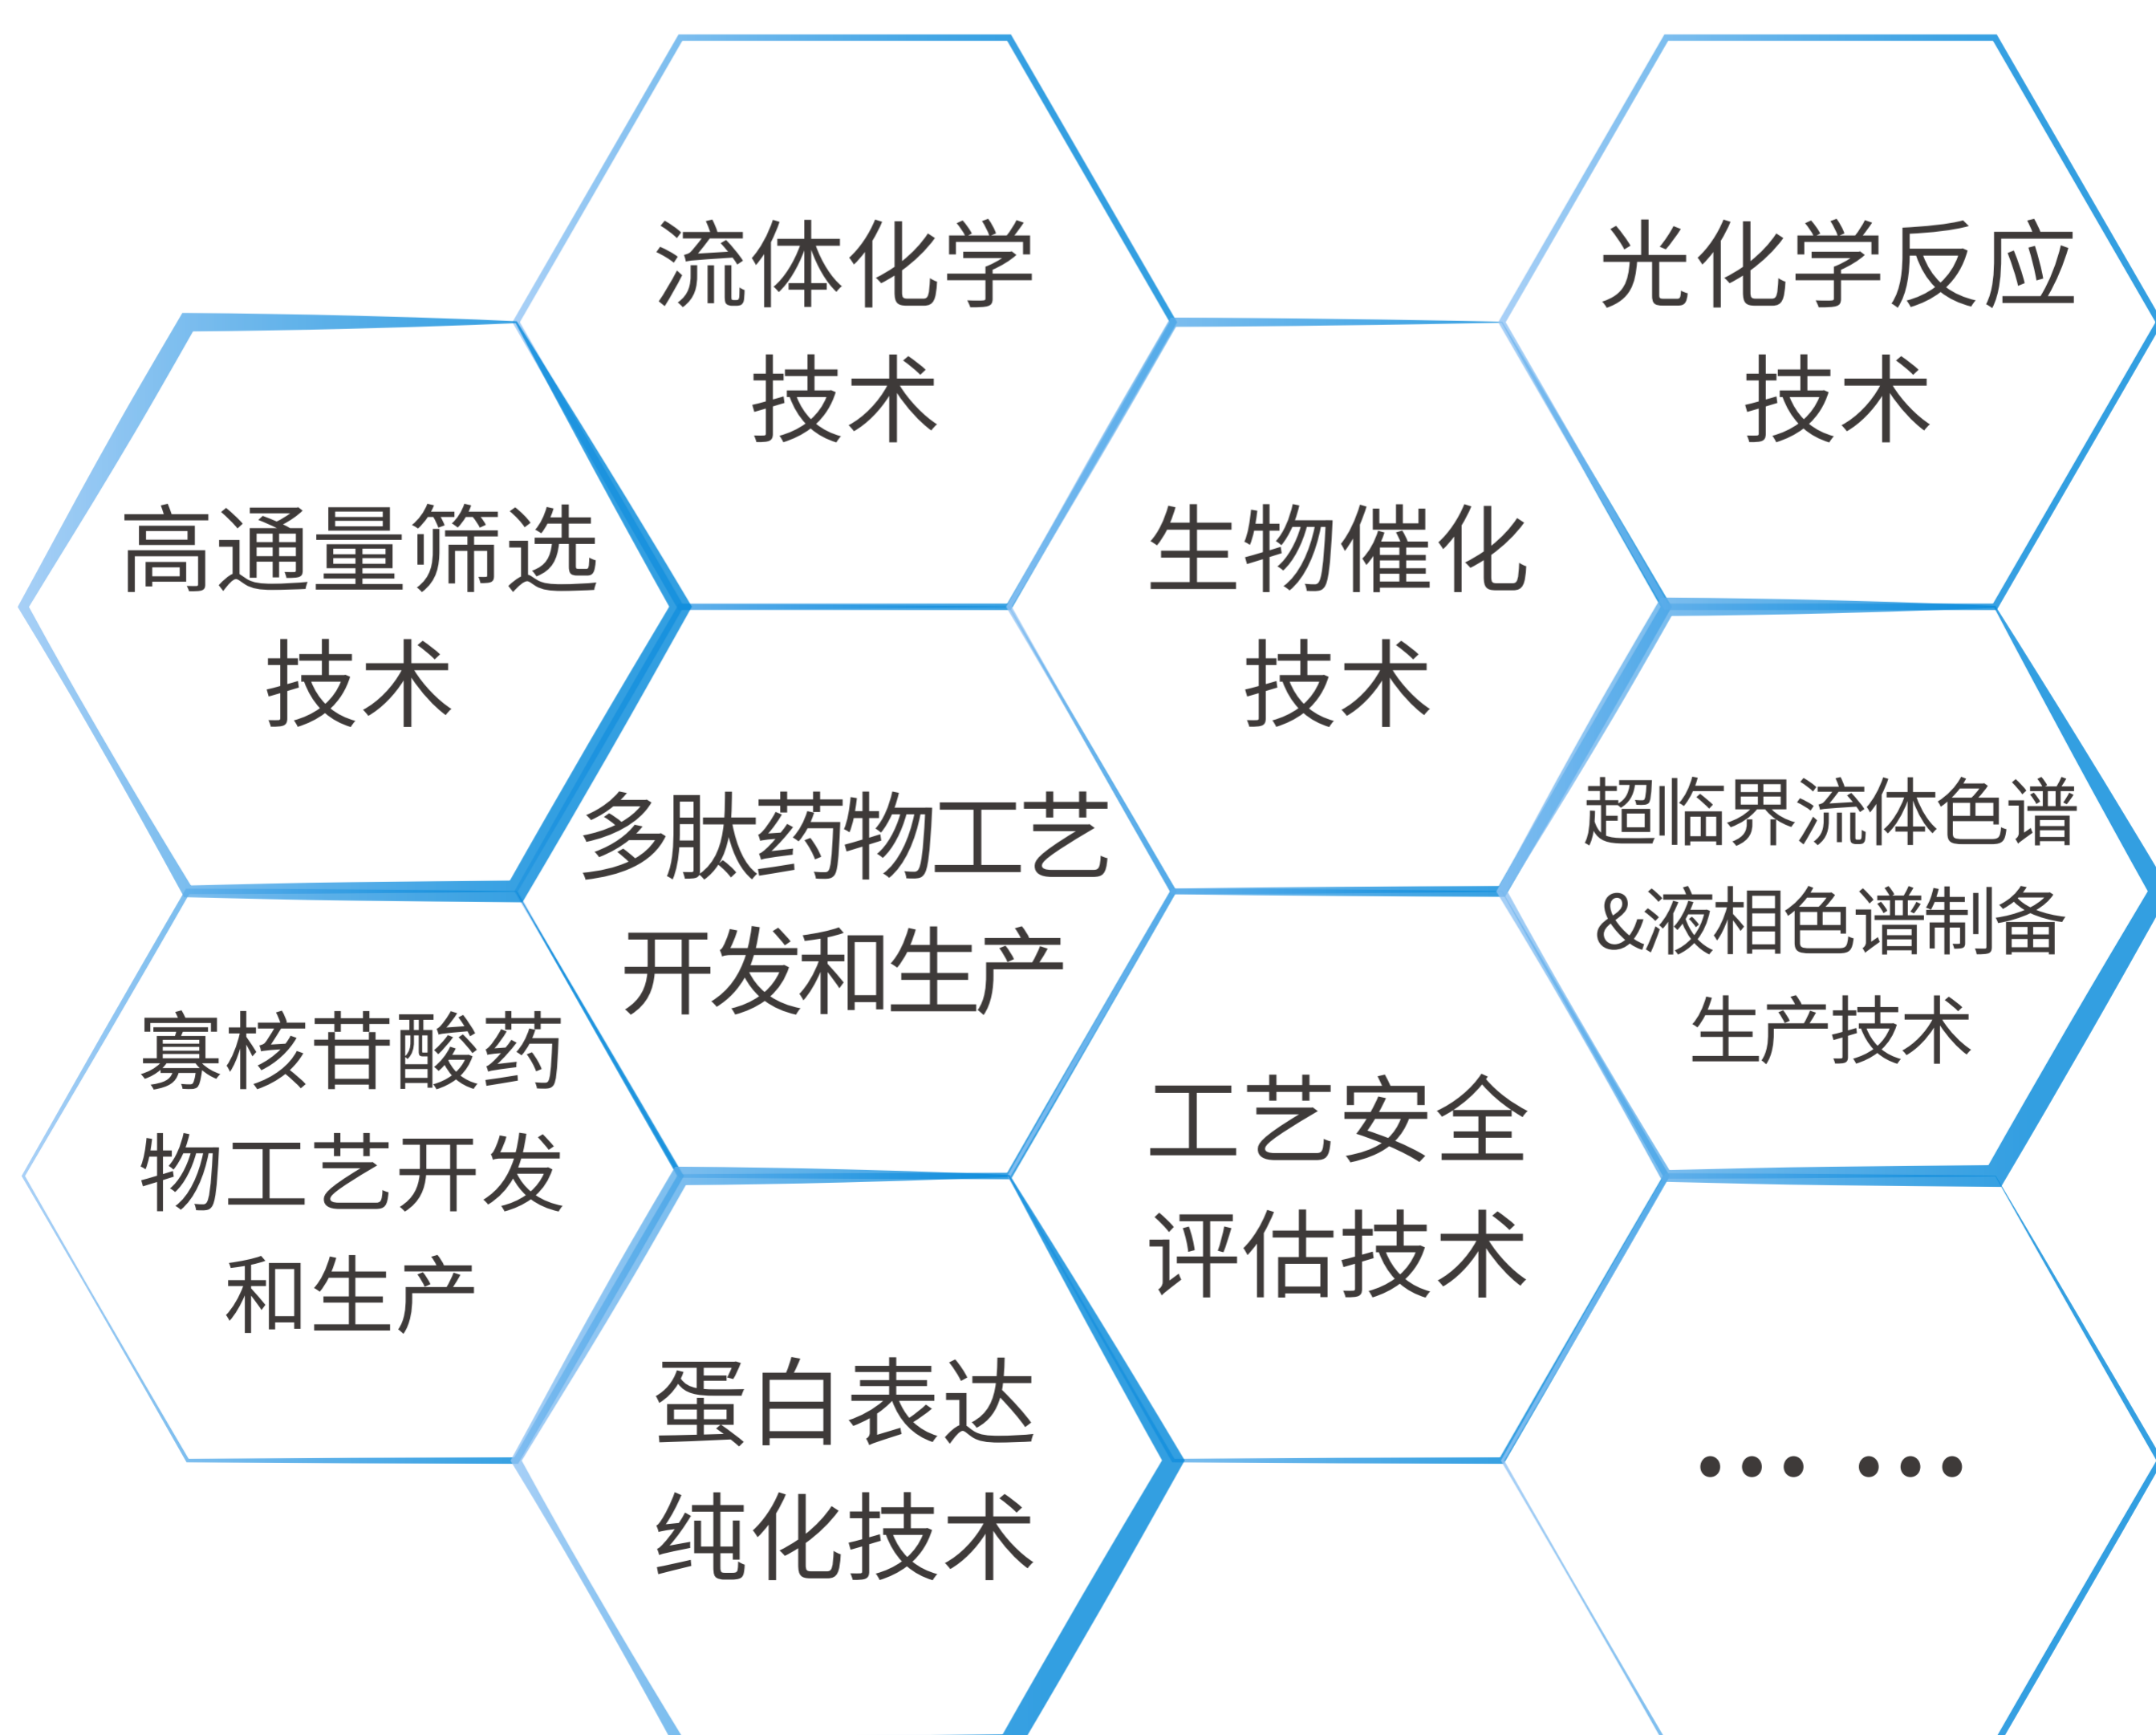 流体化学
技术
光化学反应
技术
高通量筛选
技术
生物催化
技术
多肽药物工艺
开发和生产
超临界流体色谱
&液相色谱制备
生产技术
寡核苷酸药
物工艺开发
和生产
工艺安全
评估技术
蛋白表达
纯化技术
... ...